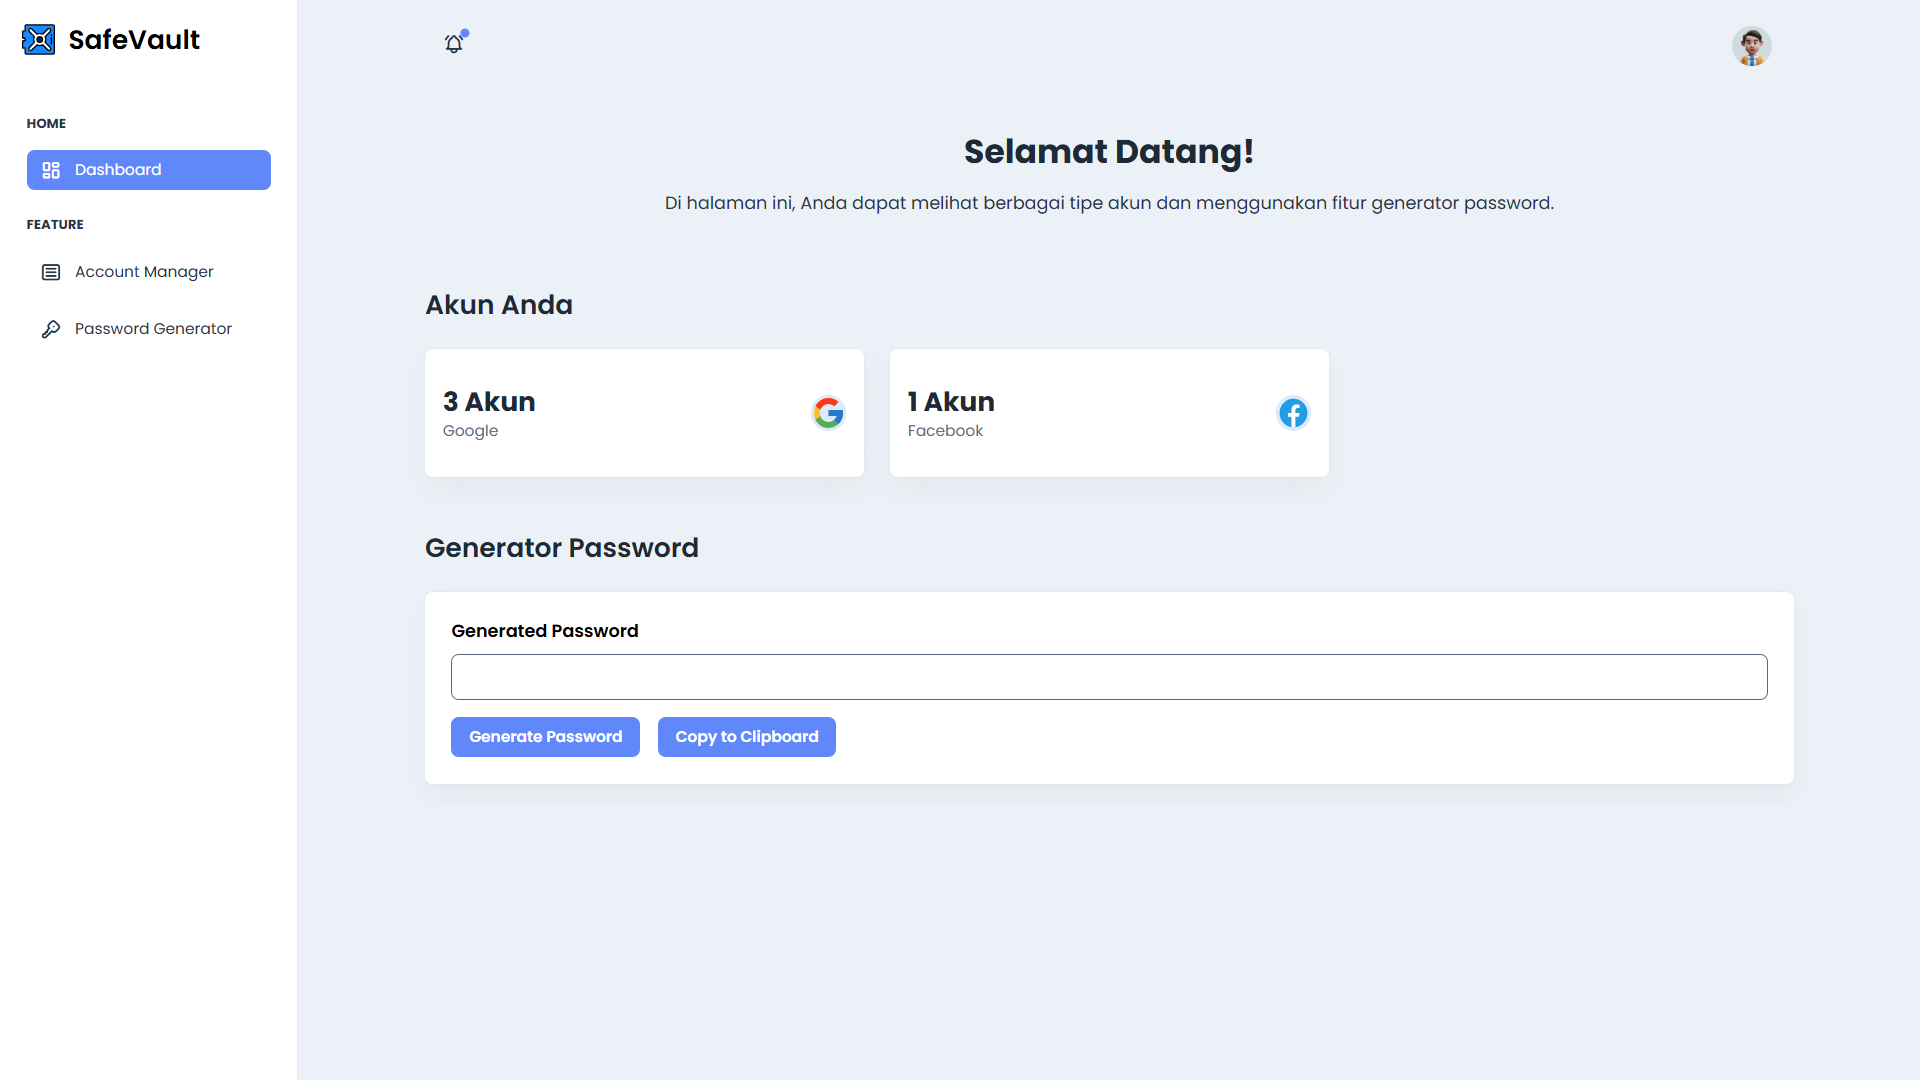 SafeVault
HOME
Dashboard
FEATURE
Account Manager
Password Generator
Selamat Datang!
Di halaman ini, Anda dapat melihat berbagai tipe akun dan menggunakan fitur generator password.
Akun Anda
3 Akun
Google
1 Akun
Facebook
Generator Password
Generated Password
Generate Password
Copy to Clipboard